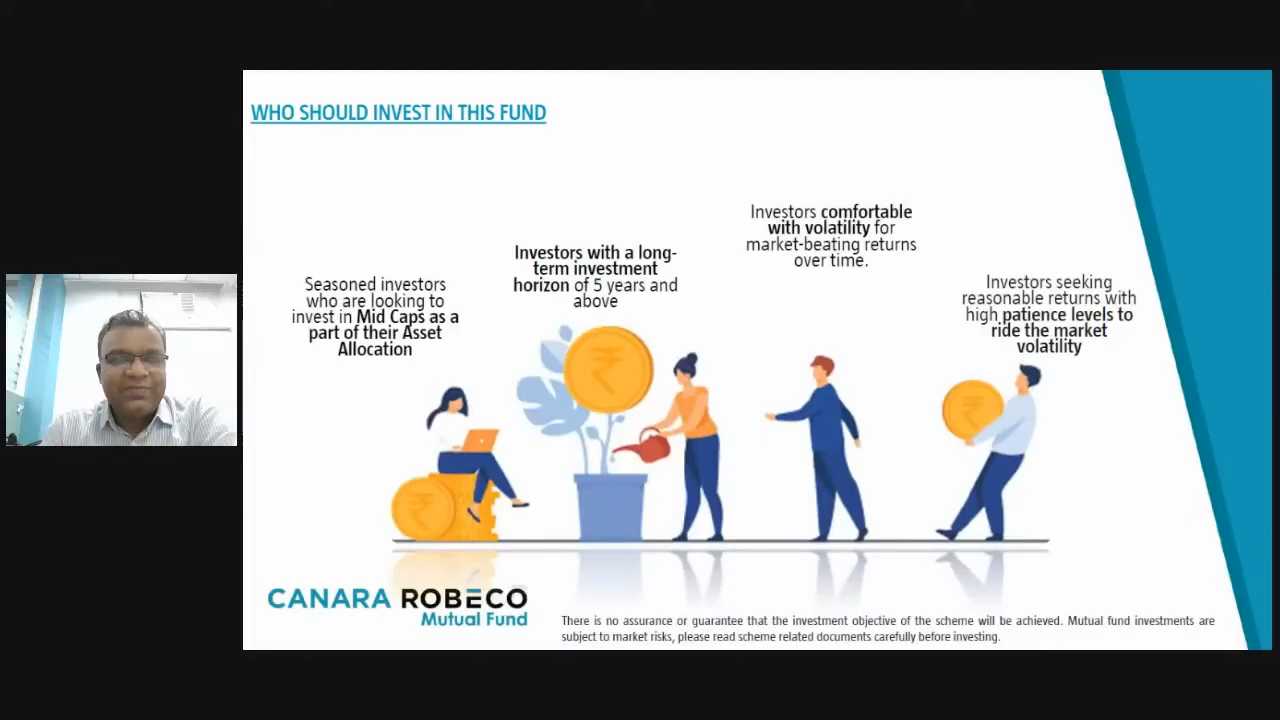 WHO SHOULD INVEST IN THIS FUND
Seasoned investors
who are looking to
invest in Mid Caps as a
part of their Asset
Allocation
Investors with a long-
term investment
horizon of 5 years and
above
Investors comfortable
with volatility for
market-beating returns
over time.
Investors seeking
reasonable returns with
high patience levels to
ride the market
volatility
CANARA ROBECO
Mutual Fund
There is no assurance or guarantee that the investment objective of the scheme will be achieved. Mutual fund investments are
subject to market risks, please read scheme related documents carefully before investing.